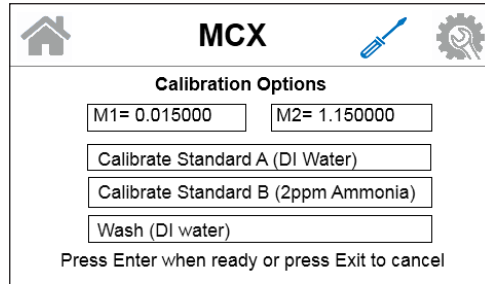 MCX
Calibration Options
M1= 0.015000 M2= 1.150000
Calibrate Standard A (DI Water)
Calibrate Standard B (2ppm Ammonia)
Wash (DI water)
Press Enter when ready or press Exit to cancel